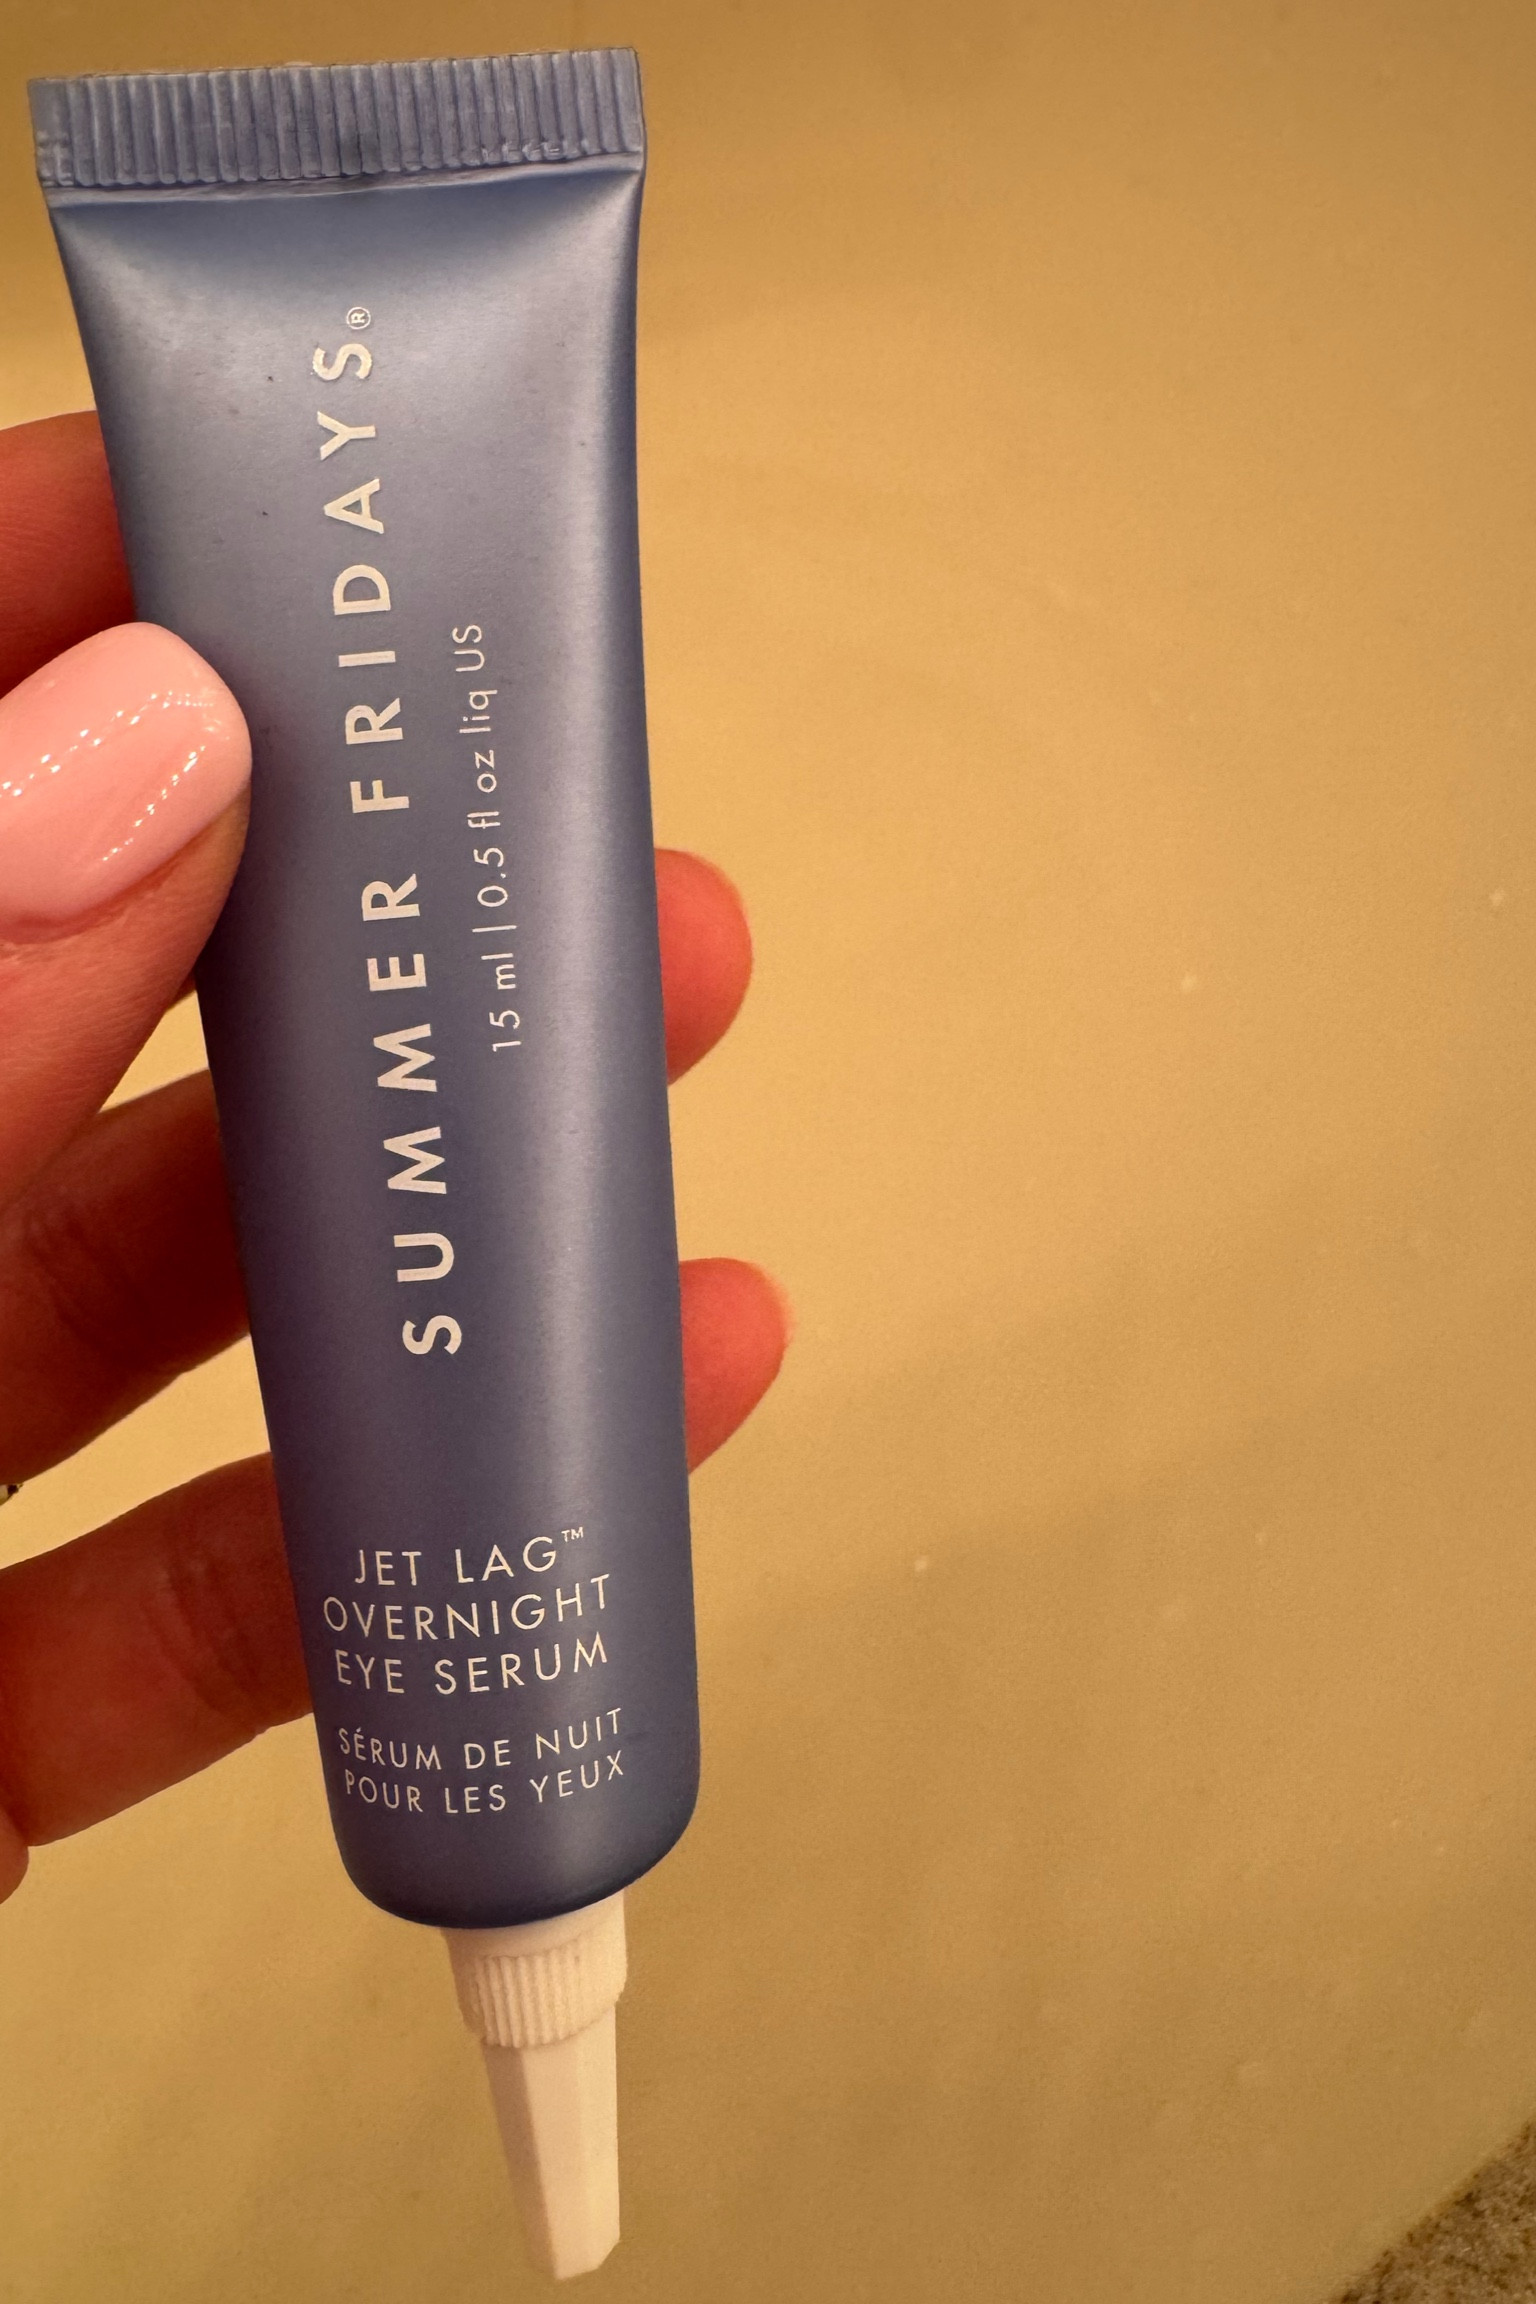 SUMMER FRIDAYS®
15 ml | 0.5 fl oz liq US
JET LAG™
OVERNIGHT
EYE SERUM
SÉRUM DE NUIT
POUR LES YEUX